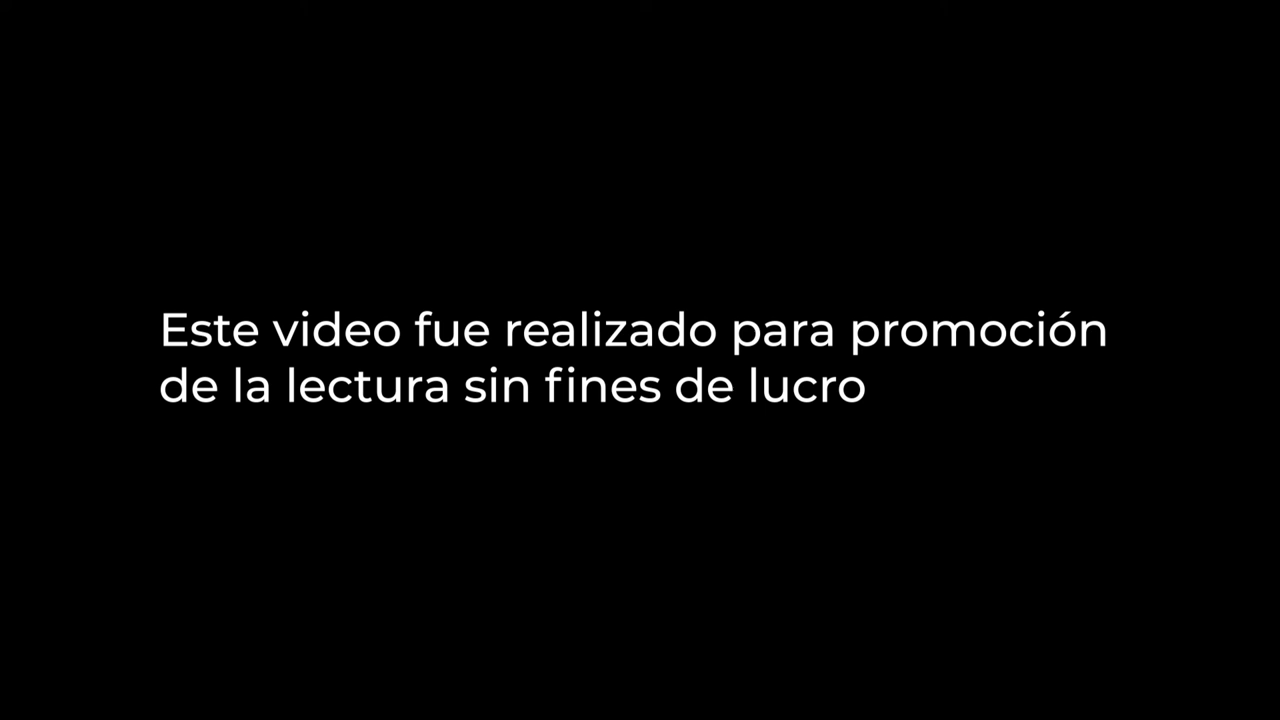 Este video fue realizado para promoción
de la lectura sin fines de lucro